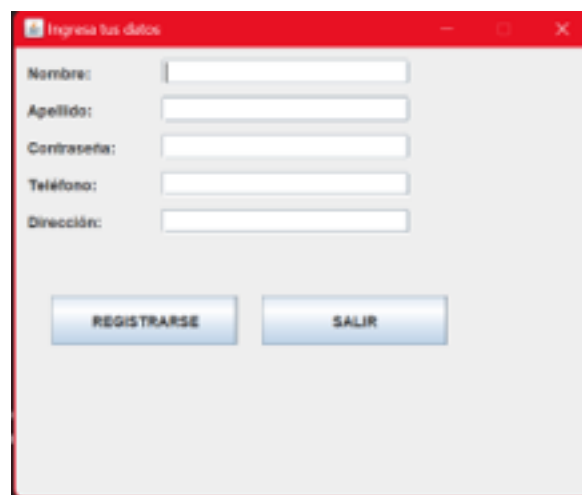 Ingresa tus datos
Nombre:
Apellido:
Contraseña:
Teléfono:
Dirección:
REGISTRARSE SALIR